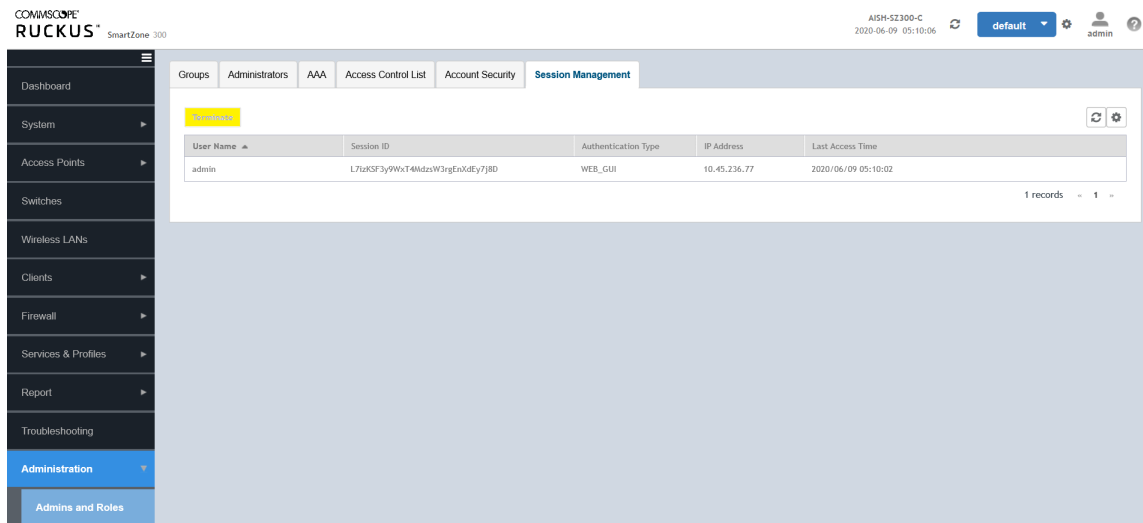 COMMSCOPE
RUCKUS SmartZone 300
AISH-SZ300-C
2020-06-09 05:10:06
default
admin
Dashboard
System
Access Points
Switches
Wireless LANs
Clients
Firewall
Services & Profiles
Report
Troubleshooting
Administration
Admins and Roles
Groups Administrators AAA Access Control List Account Security Session Management
Terminate
User Name Session ID Authentication Type IP Address Last Access Time
admin L7izKSF3y9WxT4MdzsW3rgEnXdEy7j8D WEB_GUI 10.45.236.77 2020/06/09 05:10:02
1 records « 1 »